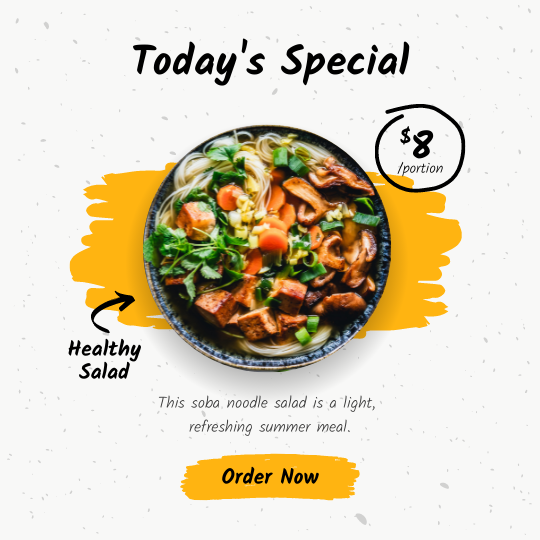 Today's Special
$8
/portion
Healthy
Salad
This soba noodle salad is a light,
refreshing summer meal.
Order Now